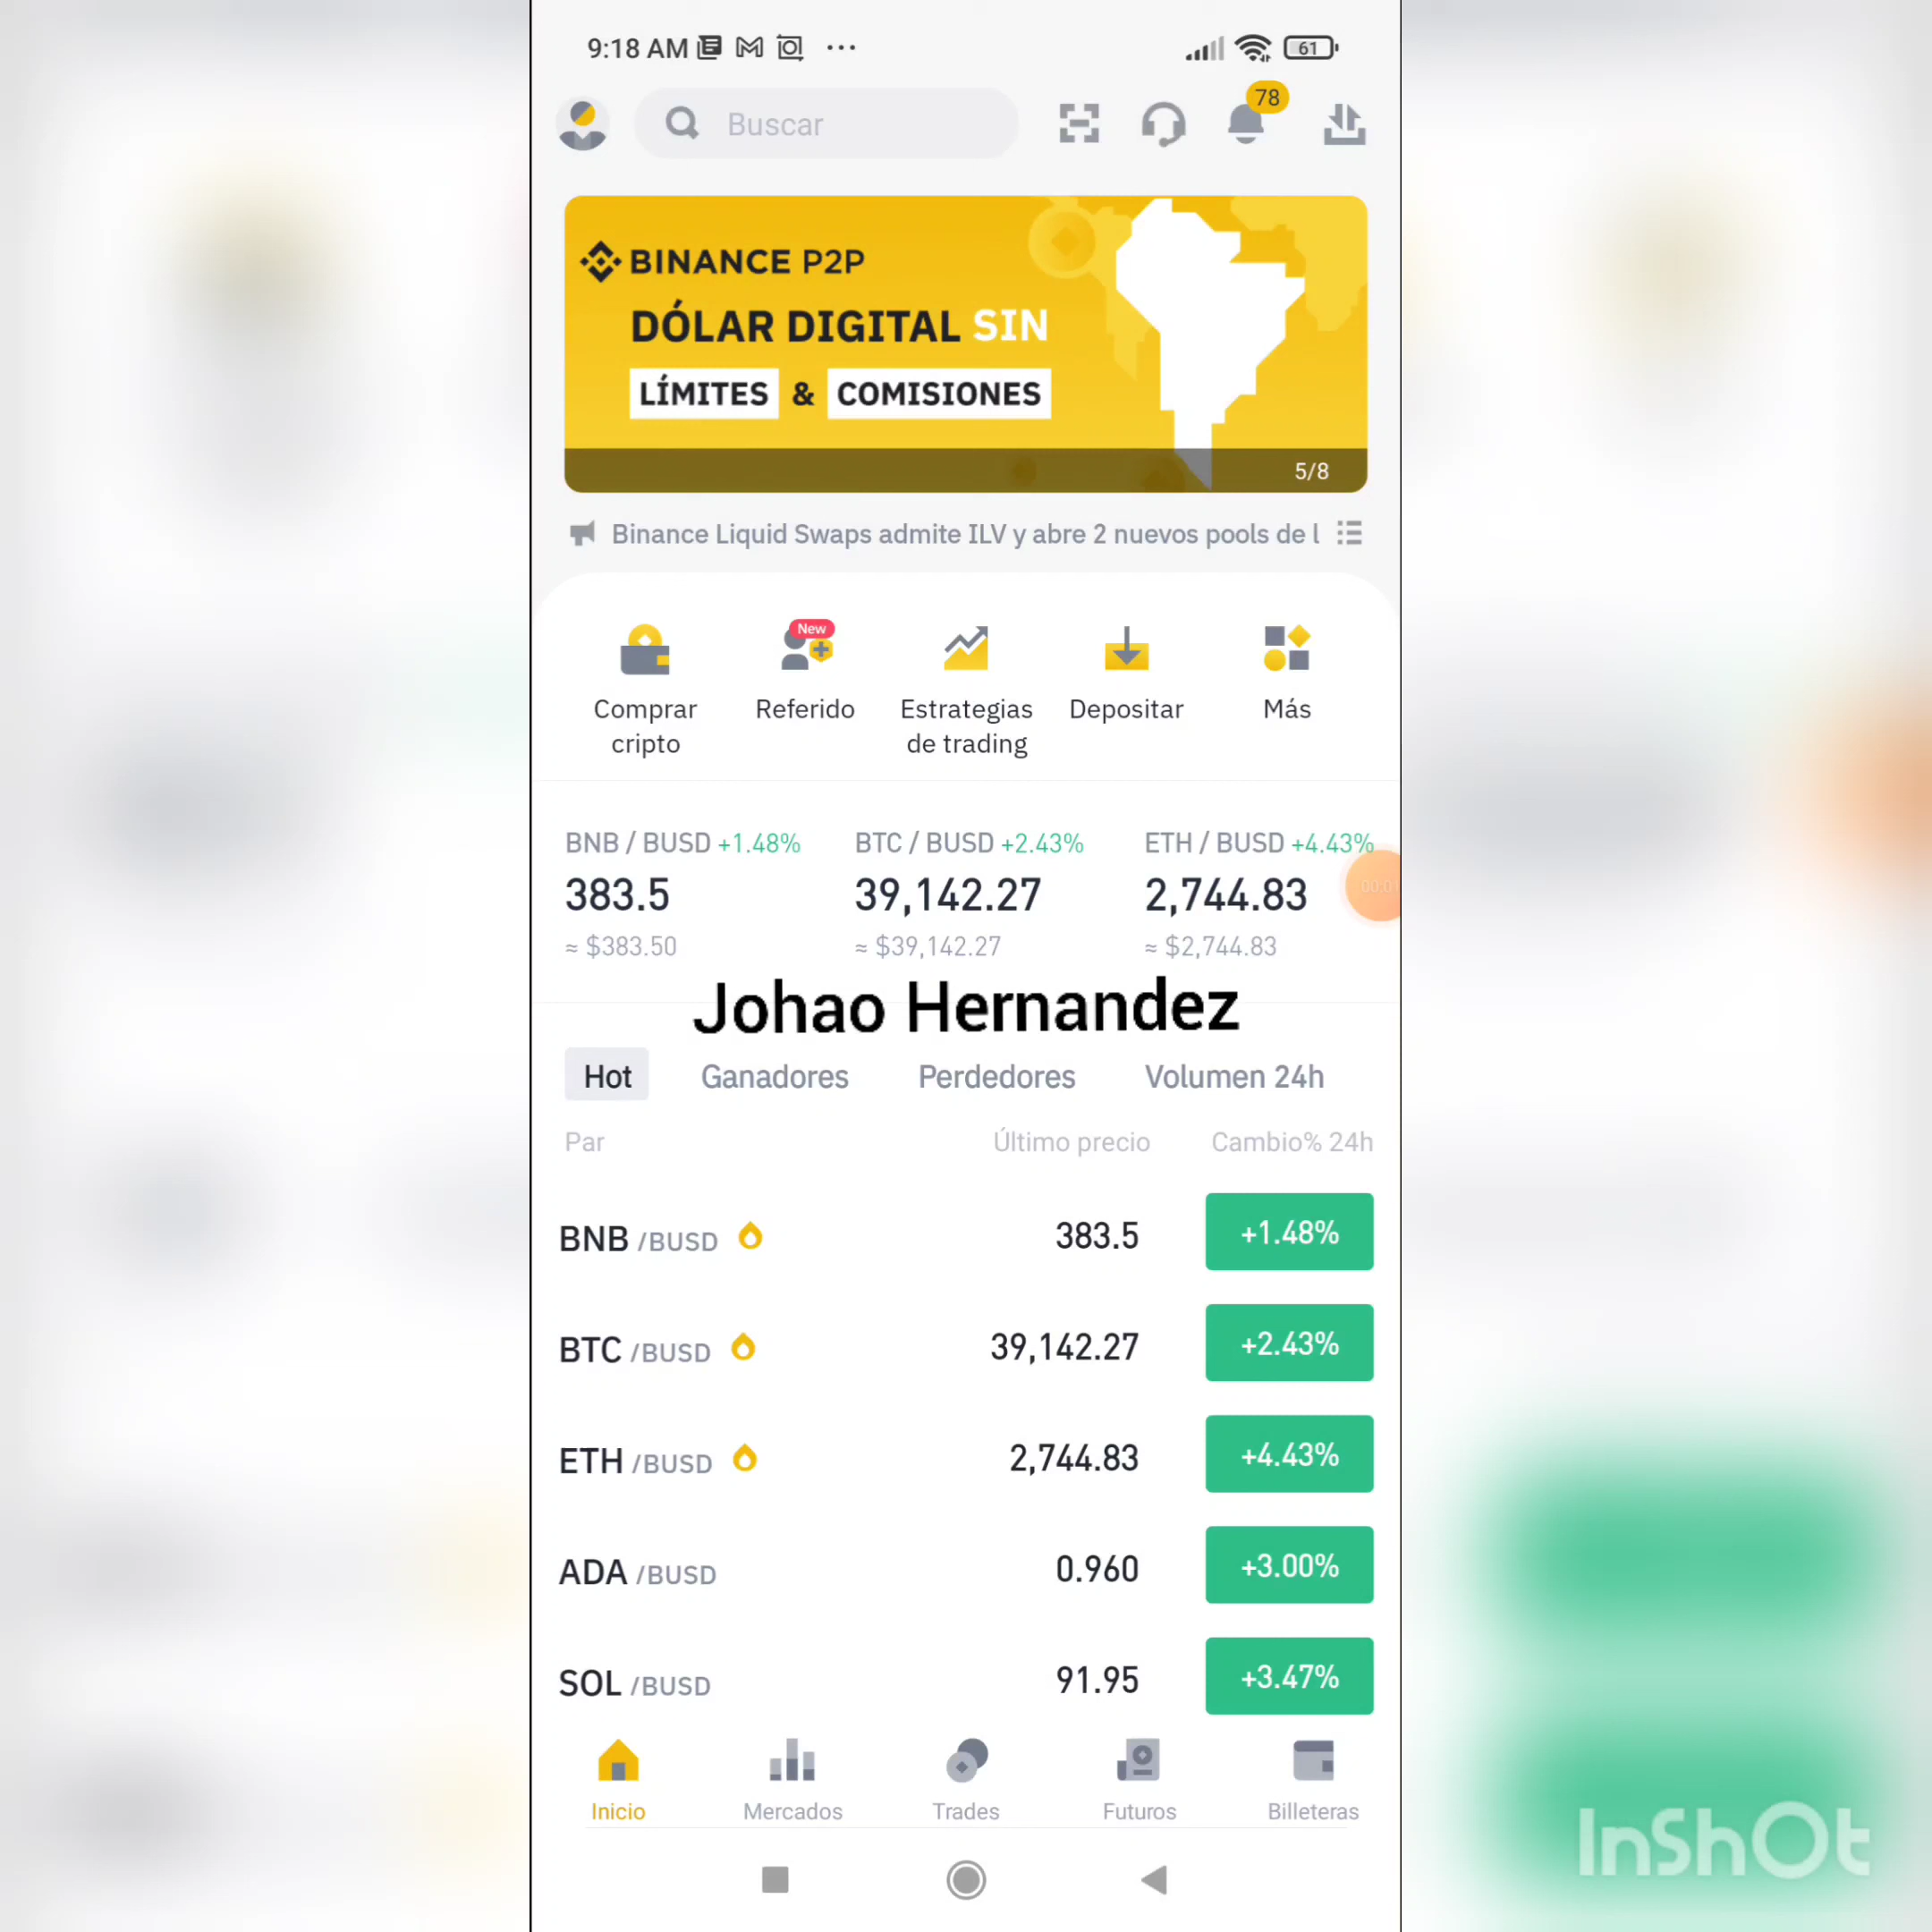 9:18 AM
61
Buscar
78
BINANCE P2P
DÓLAR DIGITAL SIN
LÍMITES & COMISIONES
5/8
Binance Liquid Swaps admite ILV y abre 2 nuevos pools de l
New
Comprar cripto
Referido
Estrategias de trading
Depositar
Más
BNB / BUSD +1.48%
383.5
≈ $383.50
BTC / BUSD +2.43%
39,142.27
≈ $39,142.27
ETH / BUSD +4.43%
2,744.83
≈ $2,744.83
Johao Hernandez
Hot Ganadores Perdedores Volumen 24h
Par Último precio Cambio% 24h
BNB /BUSD 383.5 +1.48%
BTC /BUSD 39,142.27 +2.43%
ETH /BUSD 2,744.83 +4.43%
ADA /BUSD 0.960 +3.00%
SOL /BUSD 91.95 +3.47%
Inicio Mercados Trades Futuros Billeteras
InShOt